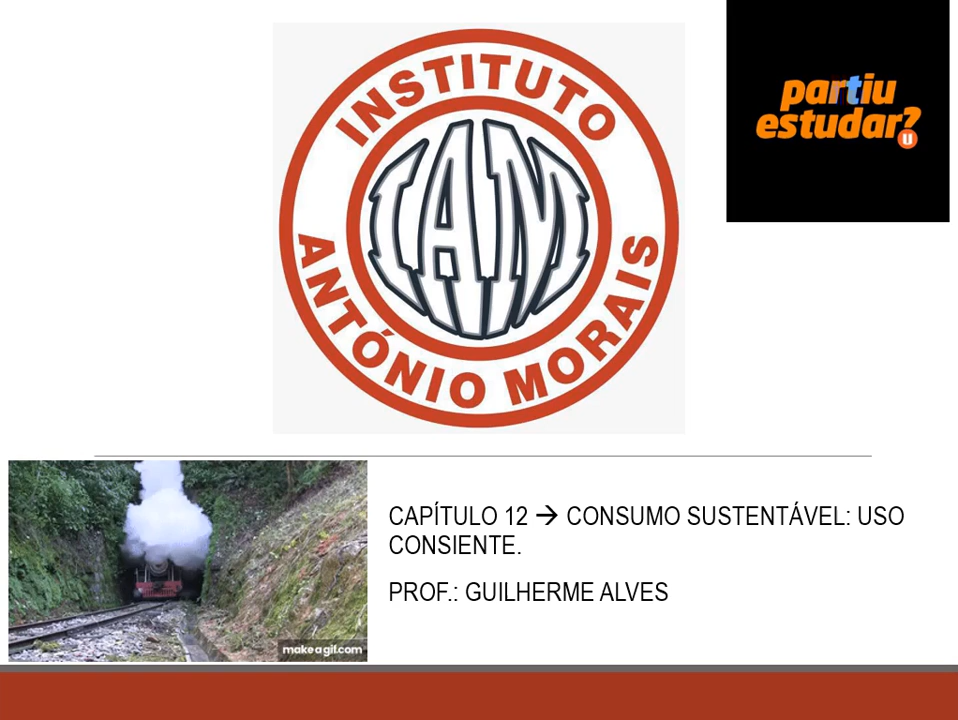 INSTITUTO
IAM
ANTÓNIO MORAIS
partiu
estudar?
u
CAPÍTULO 12 → CONSUMO SUSTENTÁVEL: USO
CONSIENTE.
PROF.: GUILHERME ALVES
makeagif.com